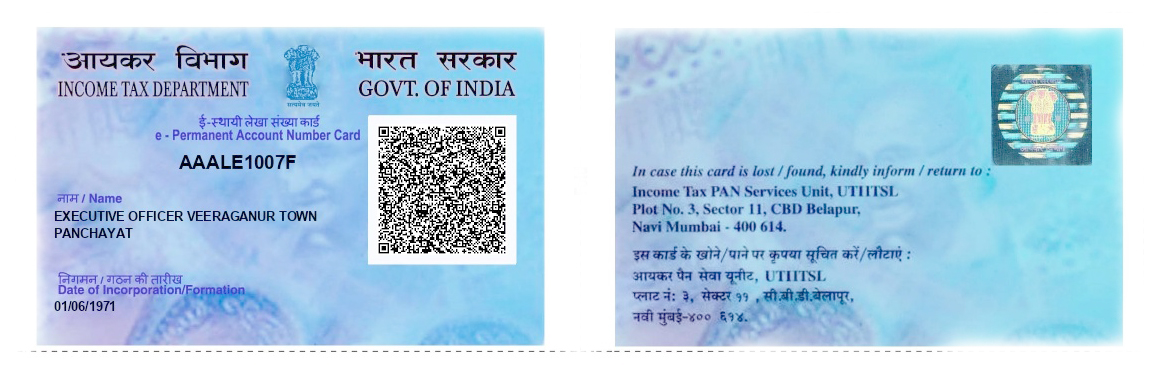 आयकर विभाग
INCOME TAX DEPARTMENT
सत्यमेव जयते
भारत सरकार
GOVT. OF INDIA
ई-स्थायी लेखा संख्या कार्ड
e - Permanent Account Number Card
AAALE1007F
नाम / Name
EXECUTIVE OFFICER VEERAGANUR TOWN
PANCHAYAT
निगमन / गठन की तारीख
Date of Incorporation/Formation
01/06/1971
In case this card is lost / found, kindly inform / return to :
Income Tax PAN Services Unit, UTIITSL
Plot No. 3, Sector 11, CBD Belapur,
Navi Mumbai - 400 614.
इस कार्ड के खोने/पाने पर कृपया सूचित करें/लौटाएं :
आयकर पैन सेवा यूनीट, UTIITSL
प्लाट नं: ३, सेक्टर ११ , सी.बी.डी.बेलापूर,
नवी मुंबई-४०० ६१४.